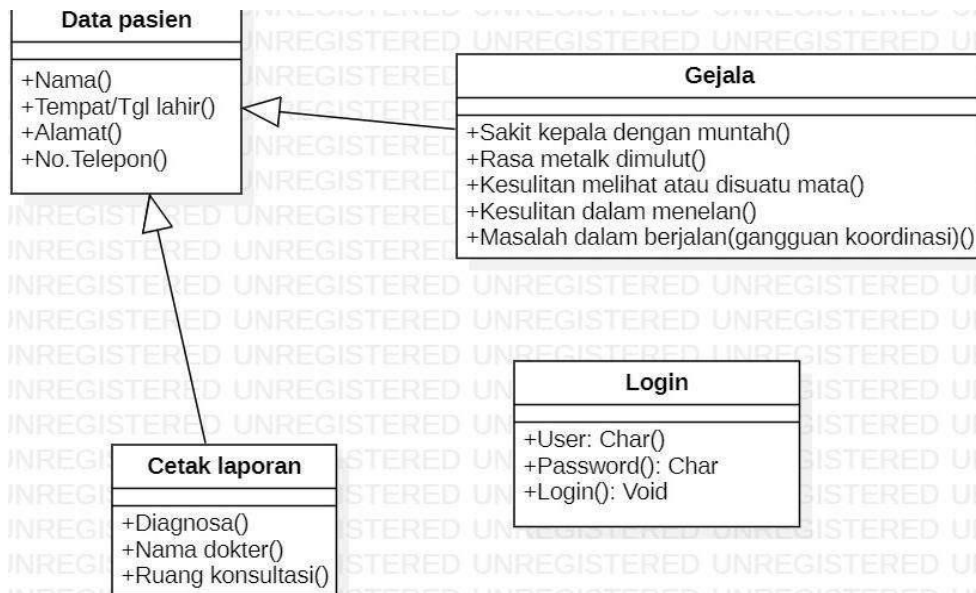 Data pasien
+Nama()
+Tempat/Tgl lahir()
+Alamat()
+No.Telepon()
Gejala
+Sakit kepala dengan muntah()
+Rasa metalk dimulut()
+Kesulitan melihat atau disuatu mata()
+Kesulitan dalam menelan()
+Masalah dalam berjalan(gangguan koordinasi)()
Login
+User: Char()
+Password(): Char
+Login(): Void
Cetak laporan
+Diagnosa()
+Nama dokter()
+Ruang konsultasi()
UNREGISTERED